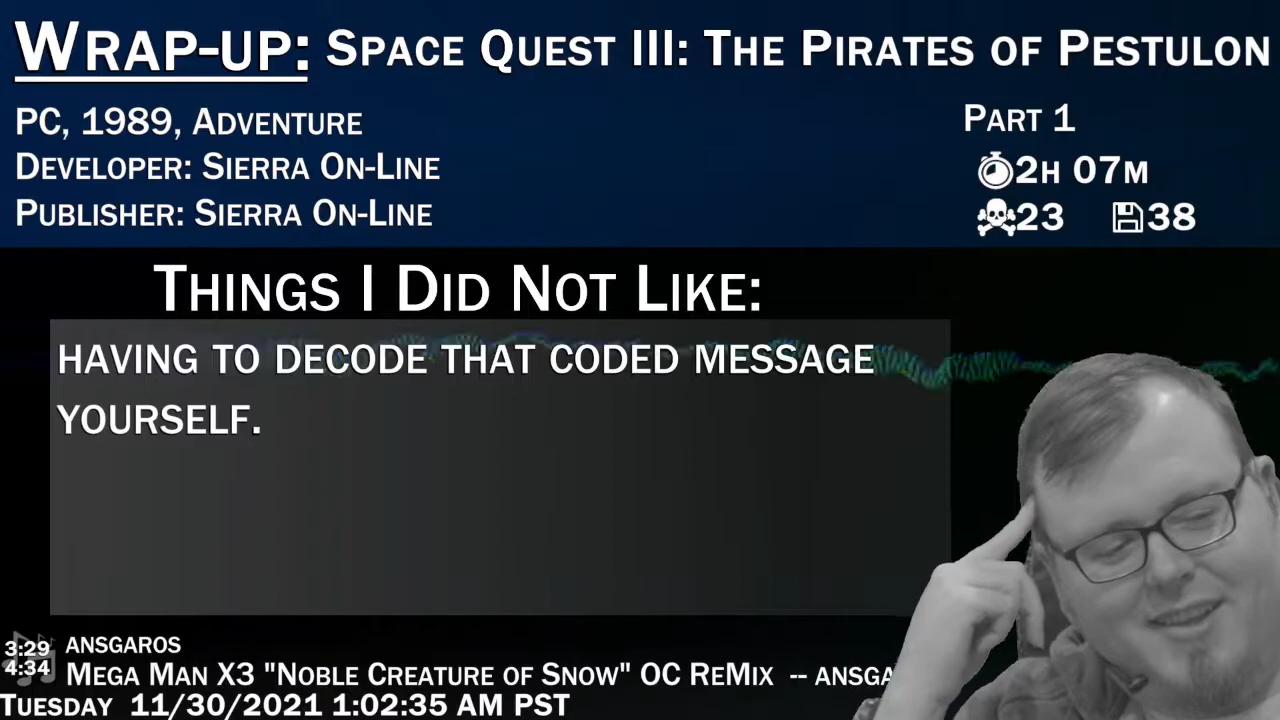 Wrap-up: Space Quest III: The Pirates of Pestulon
PC, 1989, Adventure
Developer: Sierra On-Line
Publisher: Sierra On-Line
Part 1
2h 07m
23 38
Things I Did Not Like:
having to decode that coded message
yourself.
3:29
4:34
ansgaros
Mega Man X3 "Noble Creature of Snow" OC ReMix -- ansga
Tuesday 11/30/2021 1:02:35 AM PST